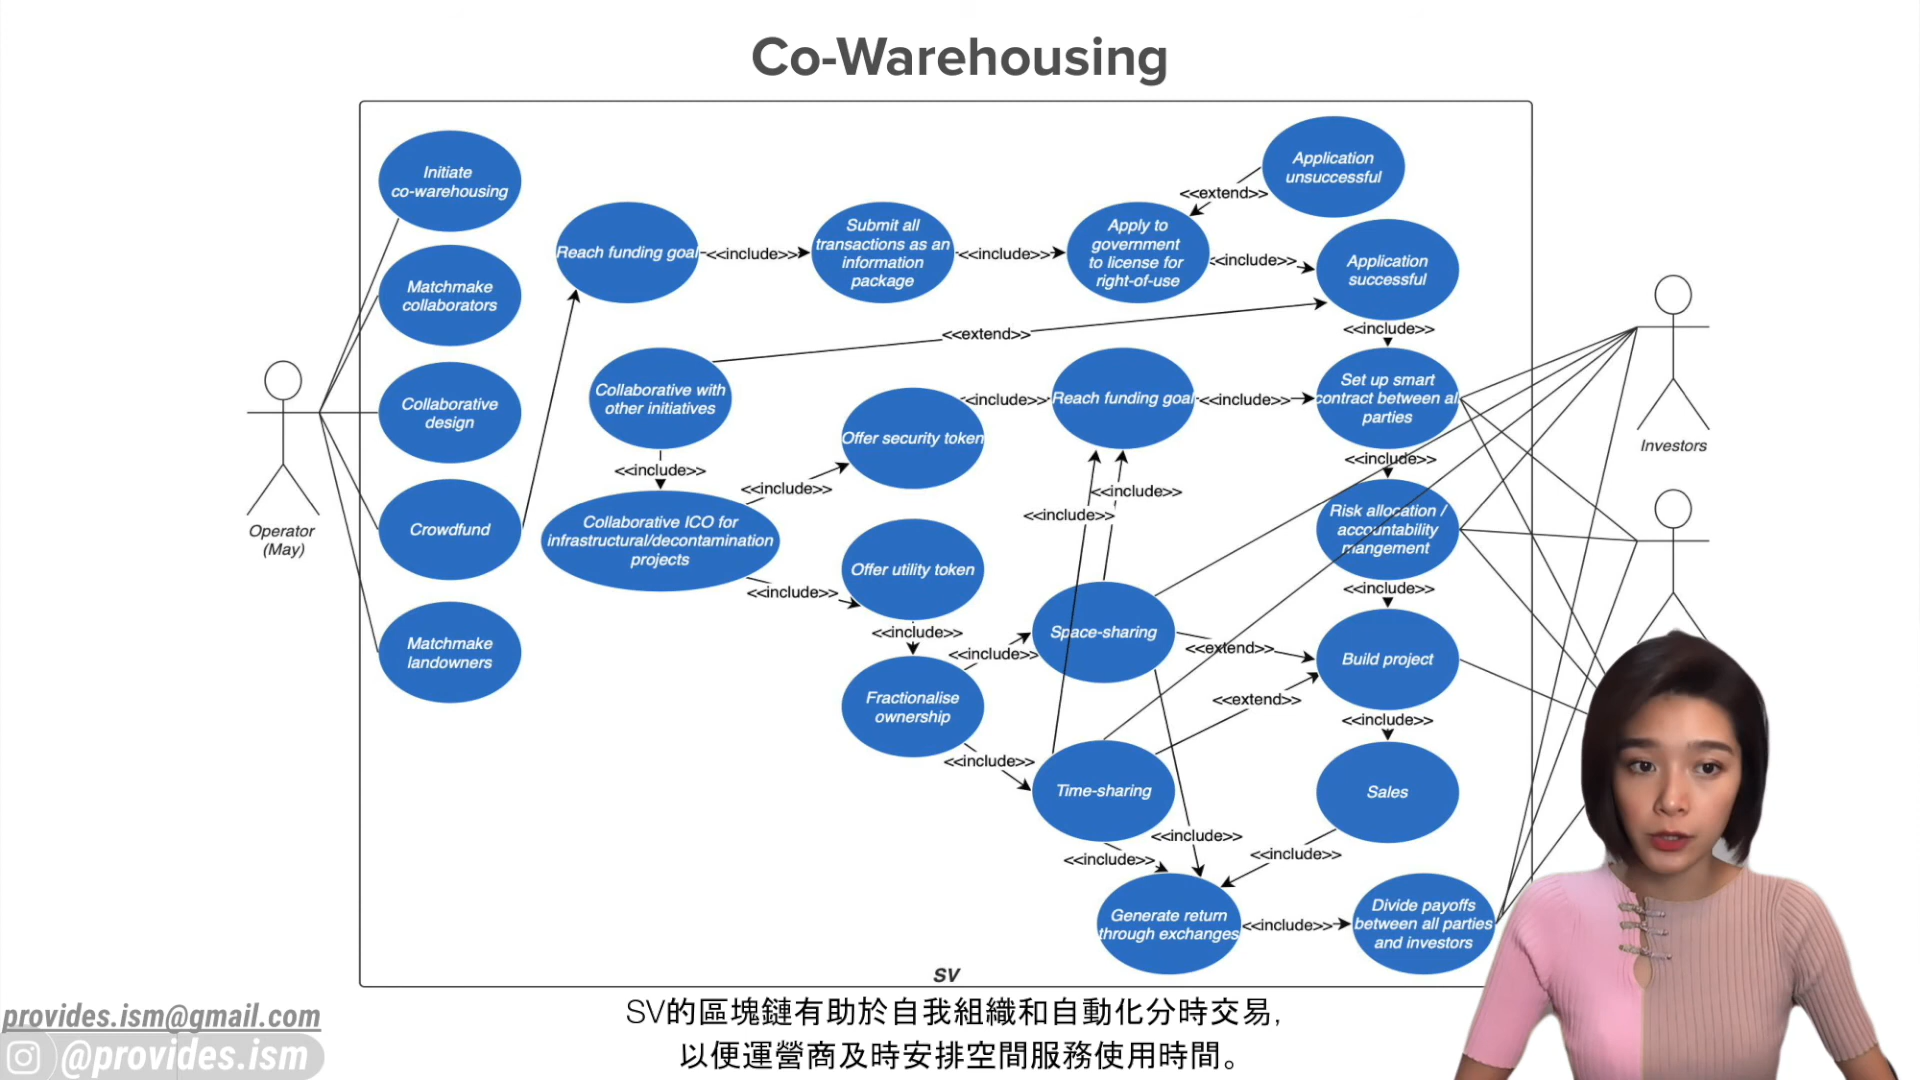 Co-Warehousing
Initiate
co-warehousing
Matchmake
collaborators
Collaborative
design
Crowdfund
Matchmake
landowners
Operator
(May)
Reach funding goal
<<include>>
Submit all
transactions as an
information
package
<<include>>
Apply to
government
to license for
right-of-use
<<extend>>
Application
unsuccessful
<<include>>
Application
successful
<<extend>>
<<include>>
Collaborative with
other initiatives
<<include>>
Collaborative ICO for
infrastructural/decontamination
projects
<<include>>
Offer security token
<<include>>
Reach funding goal
<<include>>
Set up smart
contract between all
parties
<<include>>
Risk allocation /
accountability
mangement
<<include>>
<<include>>
Offer utility token
<<include>>
Fractionalise
ownership
<<include>>
Space-sharing
<<include>>
<<include>>
<<extend>>
Build project
<<extend>>
<<include>>
<<include>>
Time-sharing
Sales
<<include>>
<<include>>
<<include>>
Generate return
through exchanges
<<include>>
Divide payoffs
between all parties
and investors
Investors
SV
SV的區塊鏈有助於自我組織和自動化分時交易,
以便運營商及時安排空間服務使用時間。
provides.ism@gmail.com
@provides.ism